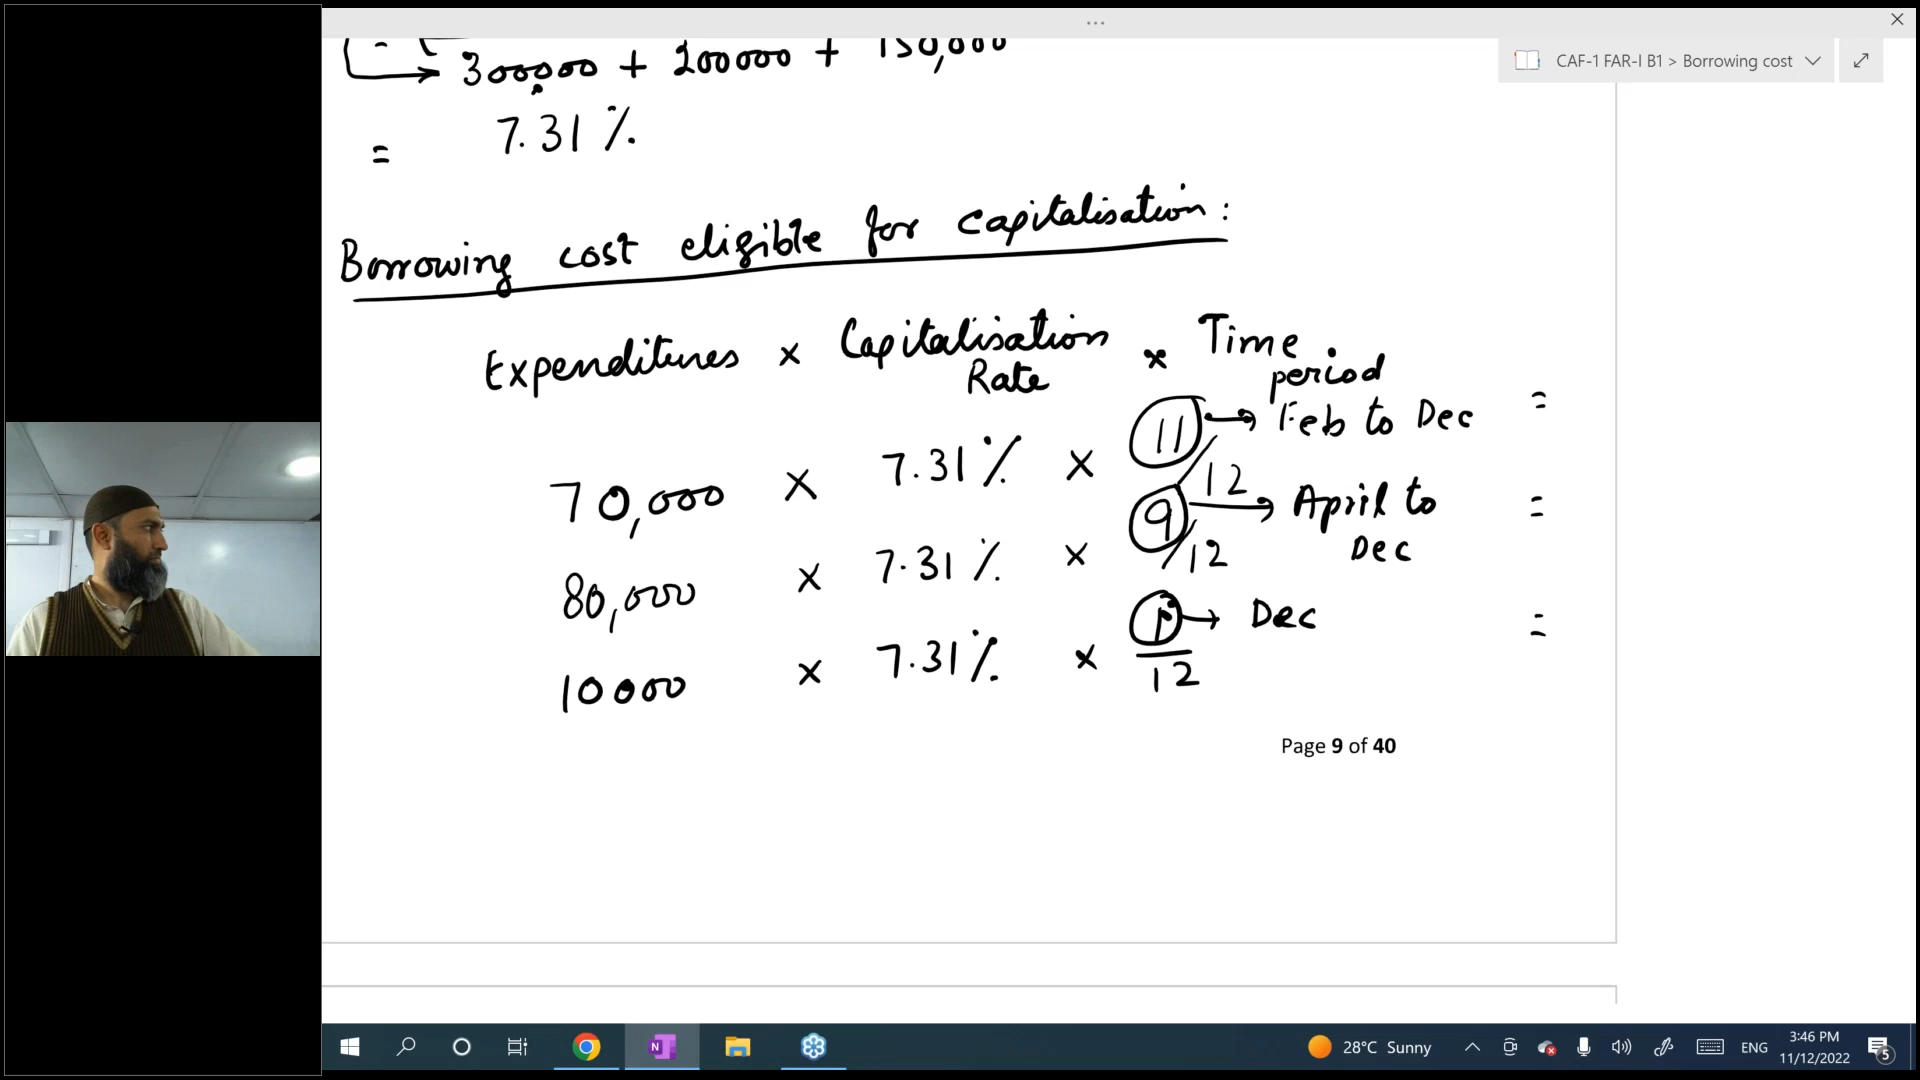 ...
CAF-1 FAR-I B1 > Borrowing cost
300,000 + 200000 + 150,000
= 7.31 %
Borrowing cost eligible for capitalisation:
Expenditures x Capitalisation Rate x Time period
70,000 x 7.31% x 11/12 → Feb to Dec =
80,000 x 7.31% x 9/12 → April to Dec =
10000 x 7.31% x 1/12 → Dec =
Page 9 of 40
28°C Sunny
ENG
3:46 PM
11/12/2022
5